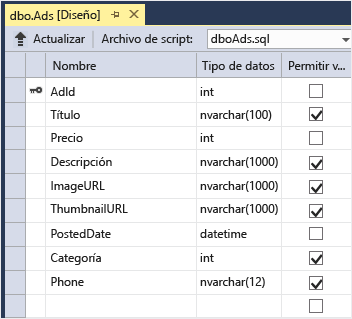 dbo.Ads [Diseño]
Actualizar Archivo de script: dboAds.sql
Nombre Tipo de datos Permitir v...
AdId int
Título nvarchar(100)
Precio int
Descripción nvarchar(1000)
ImageURL nvarchar(1000)
ThumbnailURL nvarchar(1000)
PostedDate datetime
Categoría int
Phone nvarchar(12)